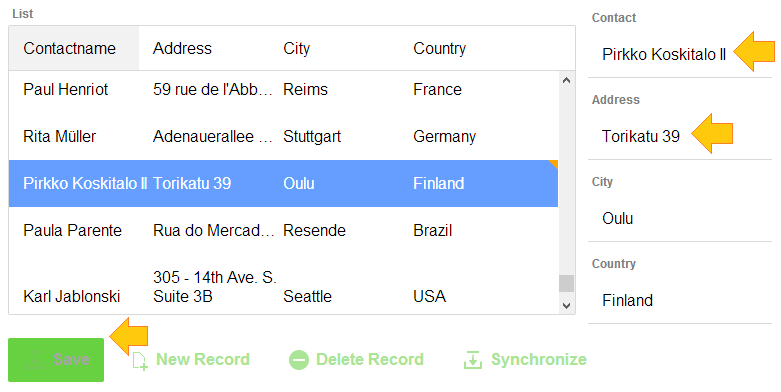 List
Contactname Address City Country
Paul Henriot 59 rue de l'Abb... Reims France
Rita Müller Adenauerallee ... Stuttgart Germany
Pirkko Koskitalo II Torikatu 39 Oulu Finland
Paula Parente Rua do Mercad... Resende Brazil
305 - 14th Ave. S.
Karl Jablonski Suite 3B Seattle USA
Contact
Pirkko Koskitalo II
Address
Torikatu 39
City
Oulu
Country
Finland
Save New Record Delete Record Synchronize